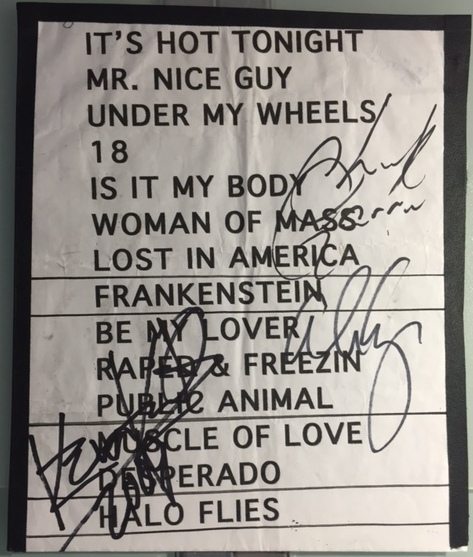 IT'S HOT TONIGHT
MR. NICE GUY
UNDER MY WHEELS
18
IS IT MY BODY
WOMAN OF MASS
LOST IN AMERICA
FRANKENSTEIN
BE MY LOVER
RAPED & FREEZIN
PUBLIC ANIMAL
MUSCLE OF LOVE
DESPERADO
HALO FLIES